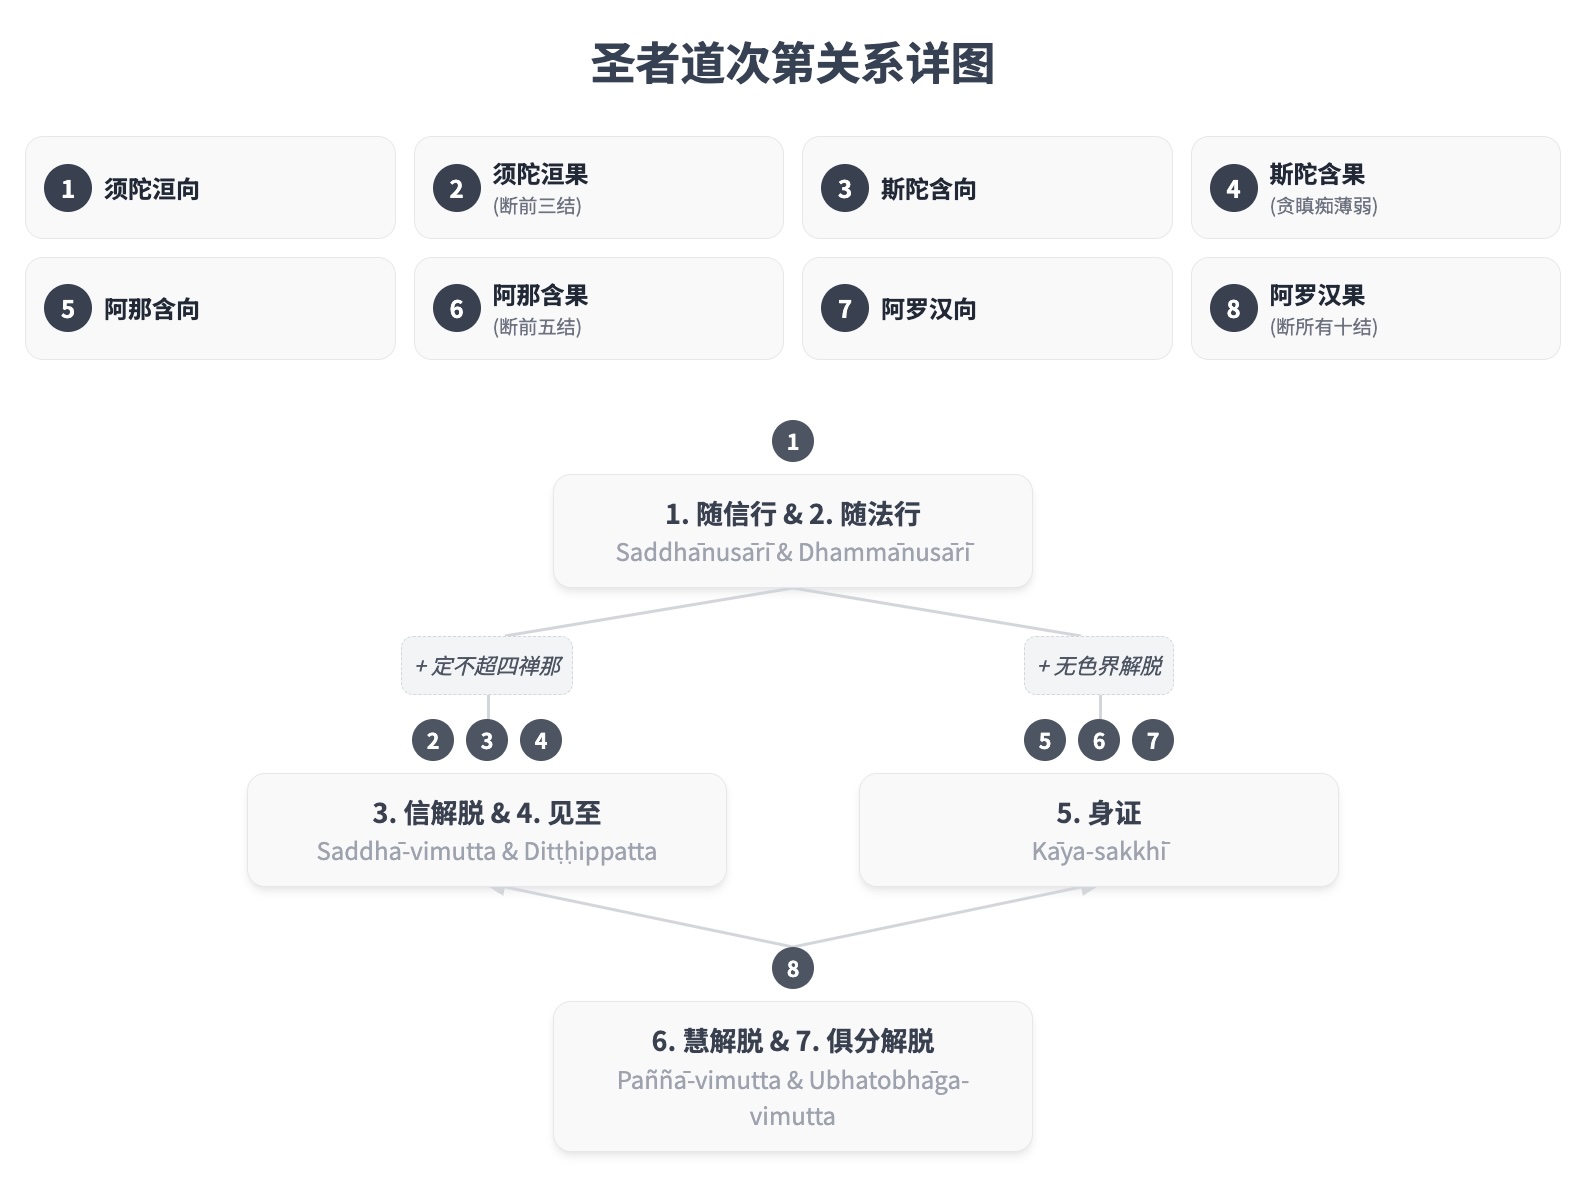 圣者道次第关系详图
1 须陀洹向
2 须陀洹果
(断前三结)
3 斯陀含向
4 斯陀含果
(贪瞋痴薄弱)
5 阿那含向
6 阿那含果
(断前五结)
7 阿罗汉向
8 阿罗汉果
(断所有十结)
1
1. 随信行 & 2. 随法行
Saddhānusārī & Dhammānusārī
+ 定不超四禅那
+ 无色界解脱
2 3 4
5 6 7
3. 信解脱 & 4. 见至
Saddhā-vimutta & Diṭṭhippatta
5. 身证
Kāya-sakkhī
8
6. 慧解脱 & 7. 俱分解脱
Paññā-vimutta & Ubhatobhāga-
vimutta